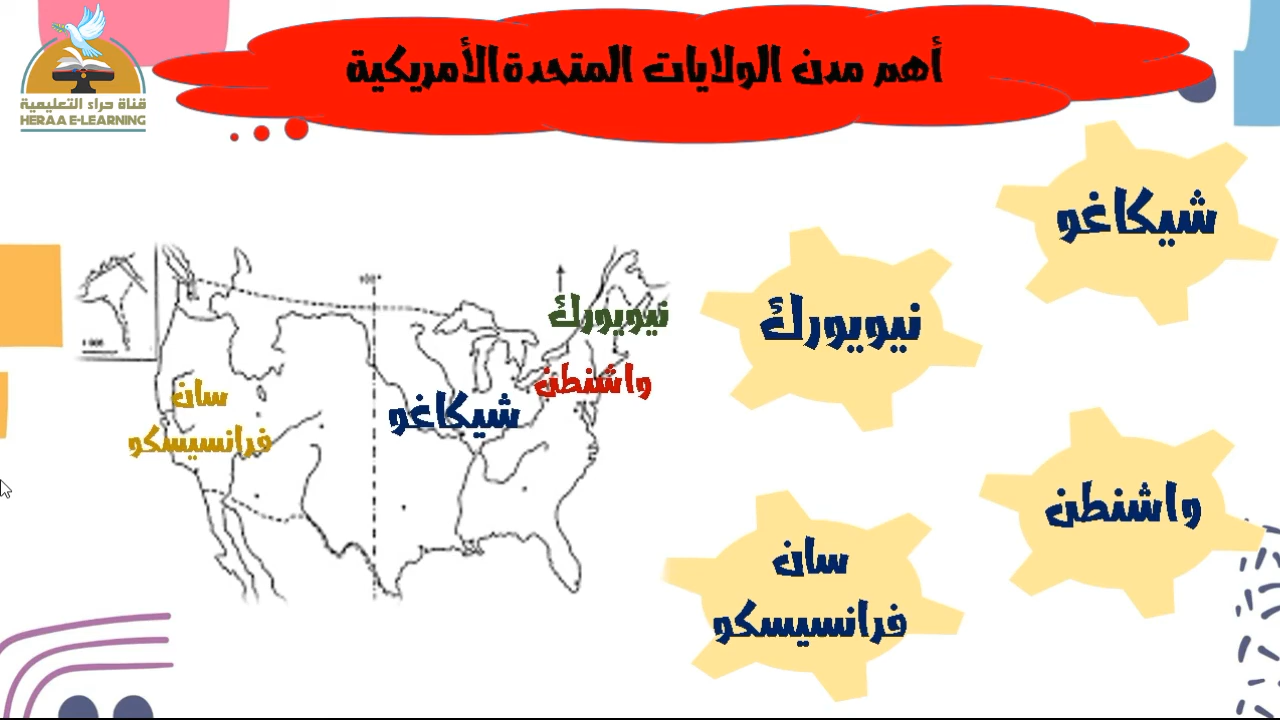 أهم مدن الولايات المتحدة الأمريكية
قناة حراء التعليمية
HERAA E-LEARNING
شيكاغو
نيويورك
واشنطن
سان
فرانسيسكو
نيويورك
واشنطن
شيكاغو
سان
فرانسيسكو